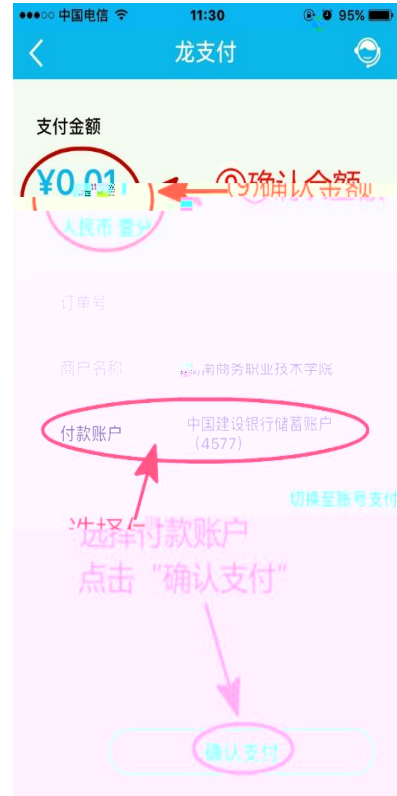 中国电信 11:30 95%
龙支付
支付金额
¥0.01
确认金额
人民币 壹分
订单号
商户名称 南商务职业技术学院
付款账户 中国建设银行储蓄账户
(4577)
切换至账号支付
选择付款账户
点击“确认支付”
确认支付